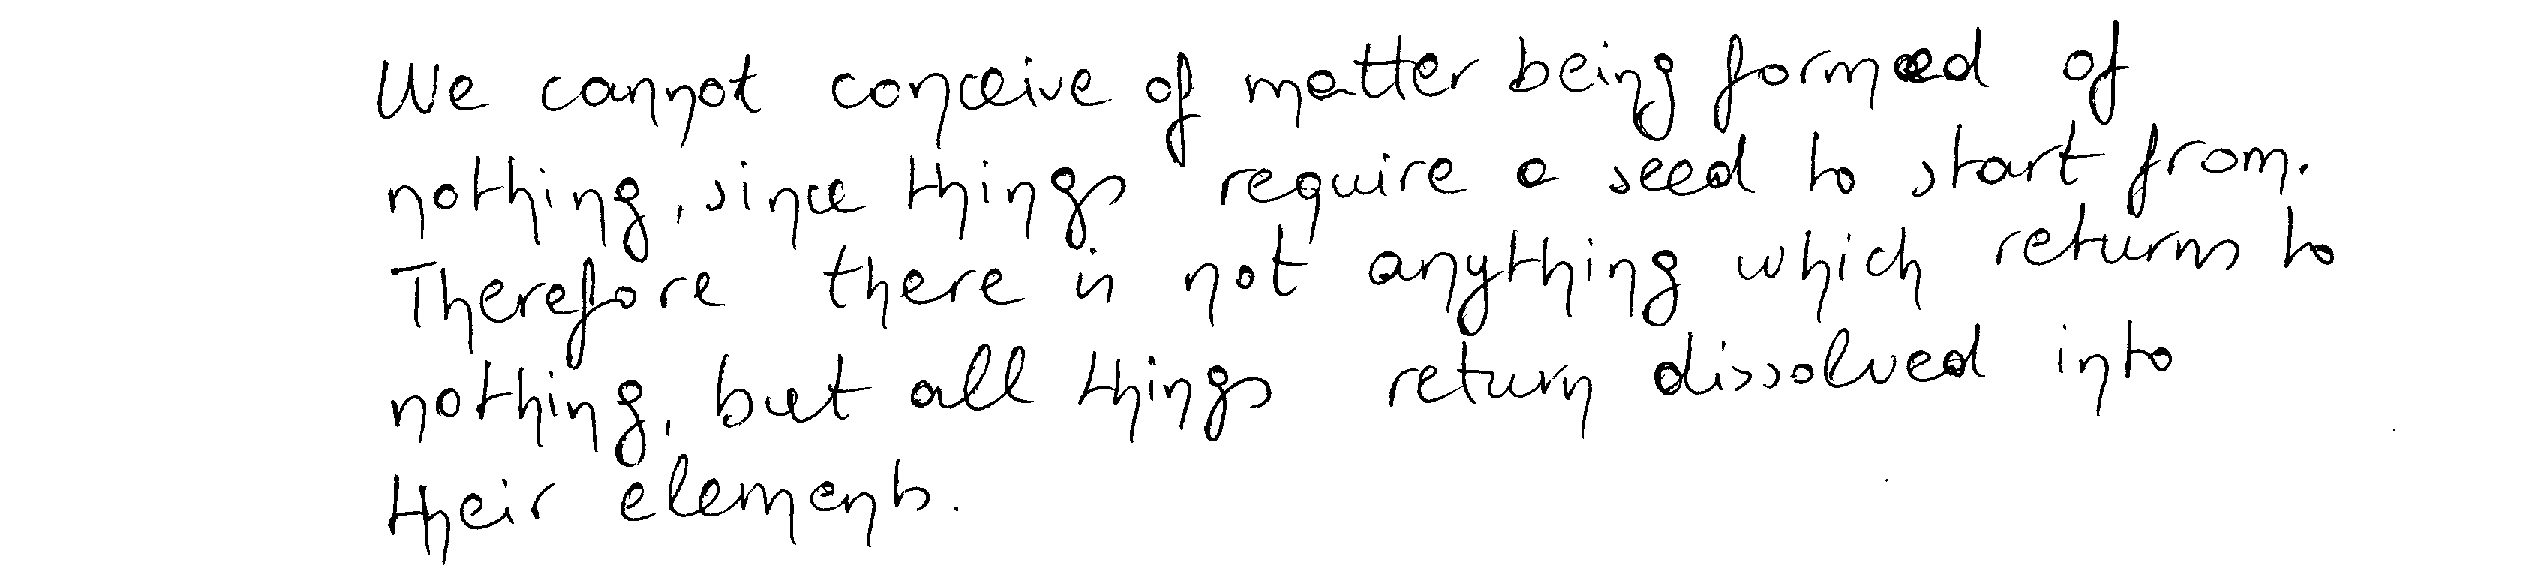 We cannot conceive of matter being formed of
nothing, since things require a seed to start from.
Therefore there is not anything which returns to
nothing, but all things return dissolved into
their elements.